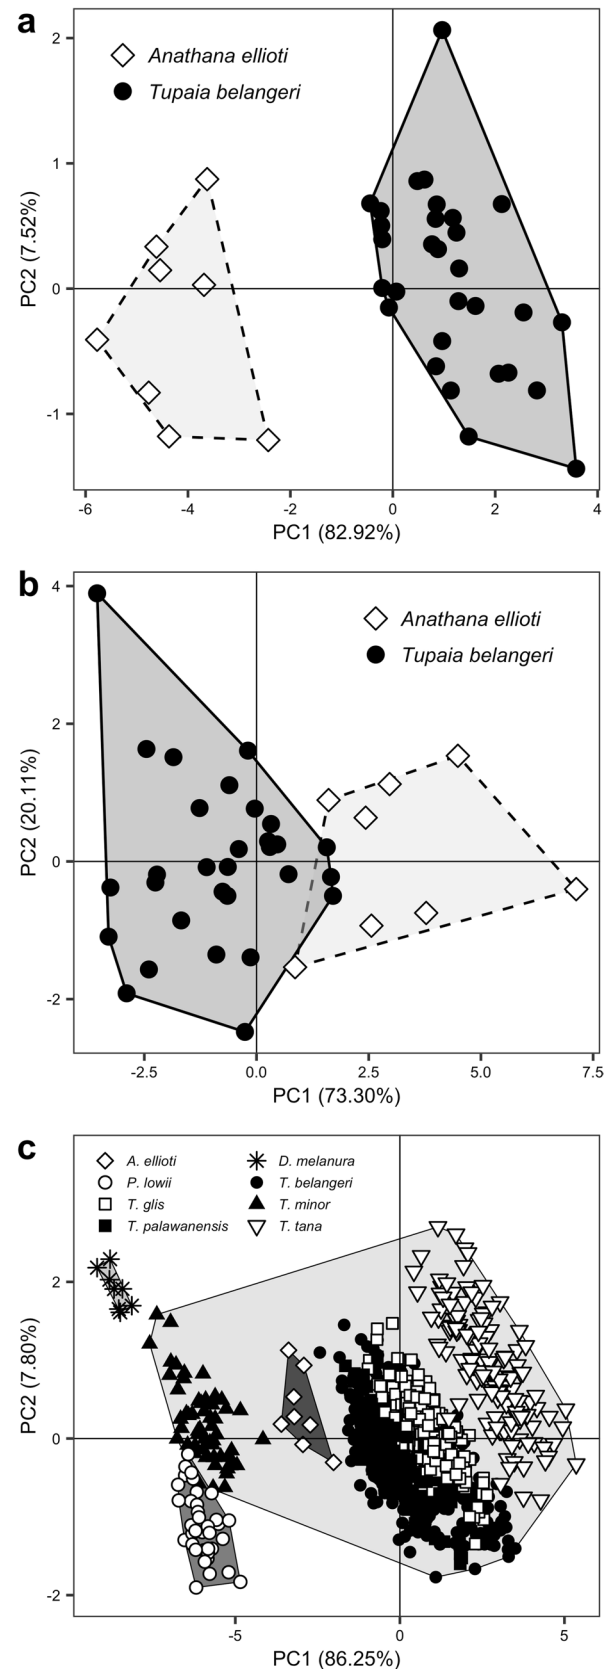 a
Anathana ellioti
Tupaia belangeri
2
1
0
-1
PC2 (7.52%)
-6 -4 -2 0 2 4
PC1 (82.92%)
b
Anathana ellioti
Tupaia belangeri
4
2
0
-2
PC2 (20.11%)
-2.5 0.0 2.5 5.0 7.5
PC1 (73.30%)
c
A. ellioti D. melanura
P. lowii T. belangeri
T. glis T. minor
T. palawanensis T. tana
2
0
-2
PC2 (7.80%)
-5 0 5
PC1 (86.25%)